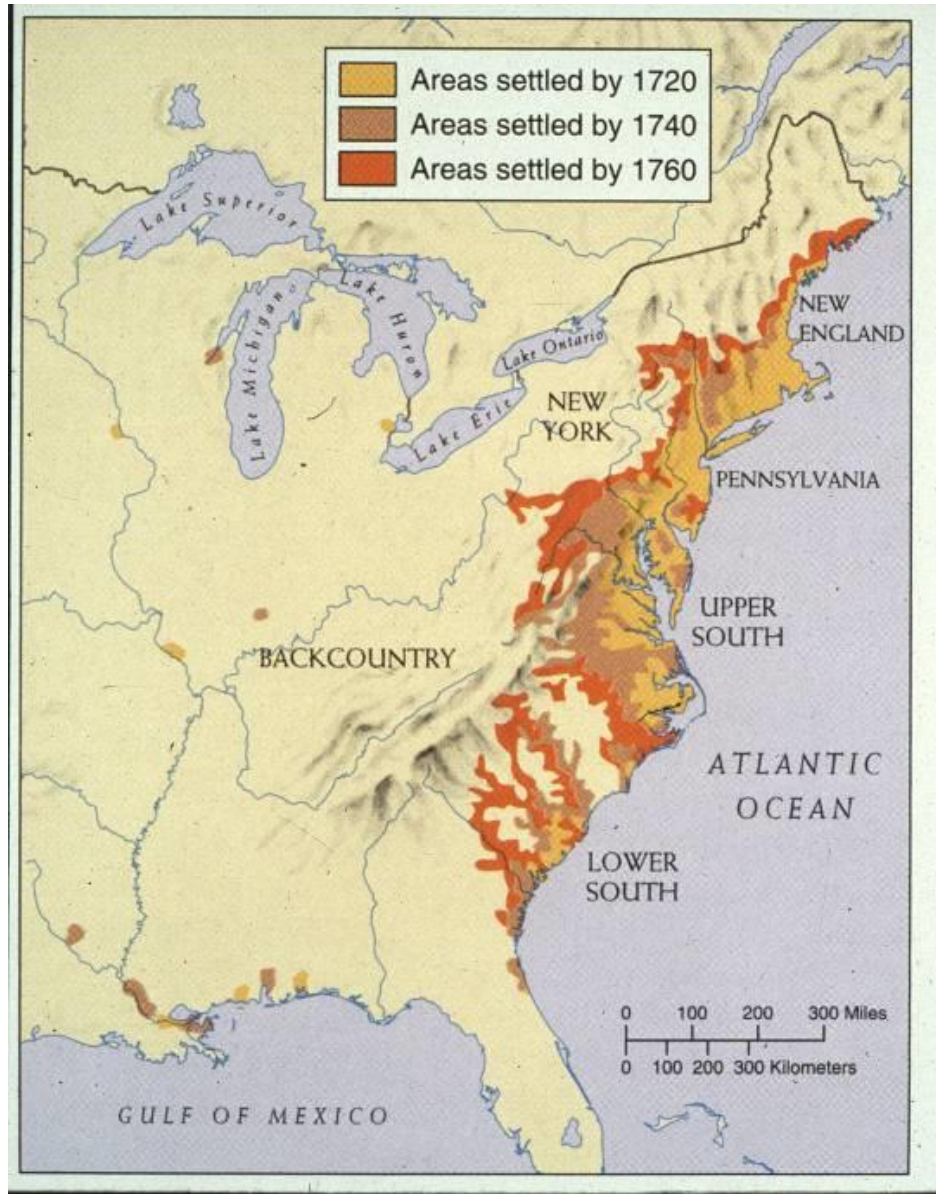 Areas settled by 1720
Areas settled by 1740
Areas settled by 1760
Lake Superior
Lake Michigan
Lake Huron
Lake Ontario
Lake Erie
NEW
ENGLAND
NEW
YORK
PENNSYLVANIA
UPPER
SOUTH
BACKCOUNTRY
ATLANTIC
OCEAN
LOWER
SOUTH
0 100 200 300 Miles
0 100 200 300 Kilometers
GULF OF MEXICO